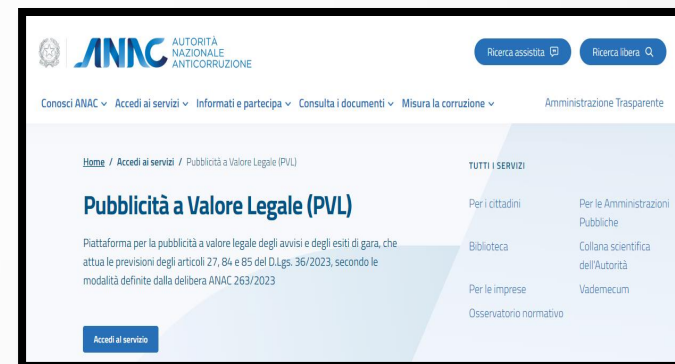 ANAC
AUTORITÀ
NAZIONALE
ANTICORRUZIONE
Ricerca assistita
Ricerca libera
Conosci ANAC
Accedi ai servizi
Informati e partecipa
Consulta i documenti
Misura la corruzione
Amministrazione Trasparente
Home / Accedi ai servizi / Pubblicità a Valore Legale (PVL)
Pubblicità a Valore Legale (PVL)
Piattaforma per la pubblicità a valore legale degli avvisi e degli esiti di gara, che
attua le previsioni degli articoli 27, 84 e 85 del D.Lgs. 36/2023, secondo le
modalità definite dalla delibera ANAC 263/2023
Accedi al servizio
TUTTI I SERVIZI
Per i cittadini
Per le Amministrazioni
Pubbliche
Biblioteca
Collana scientifica
dell'Autorità
Per le imprese
Vademecum
Osservatorio normativo